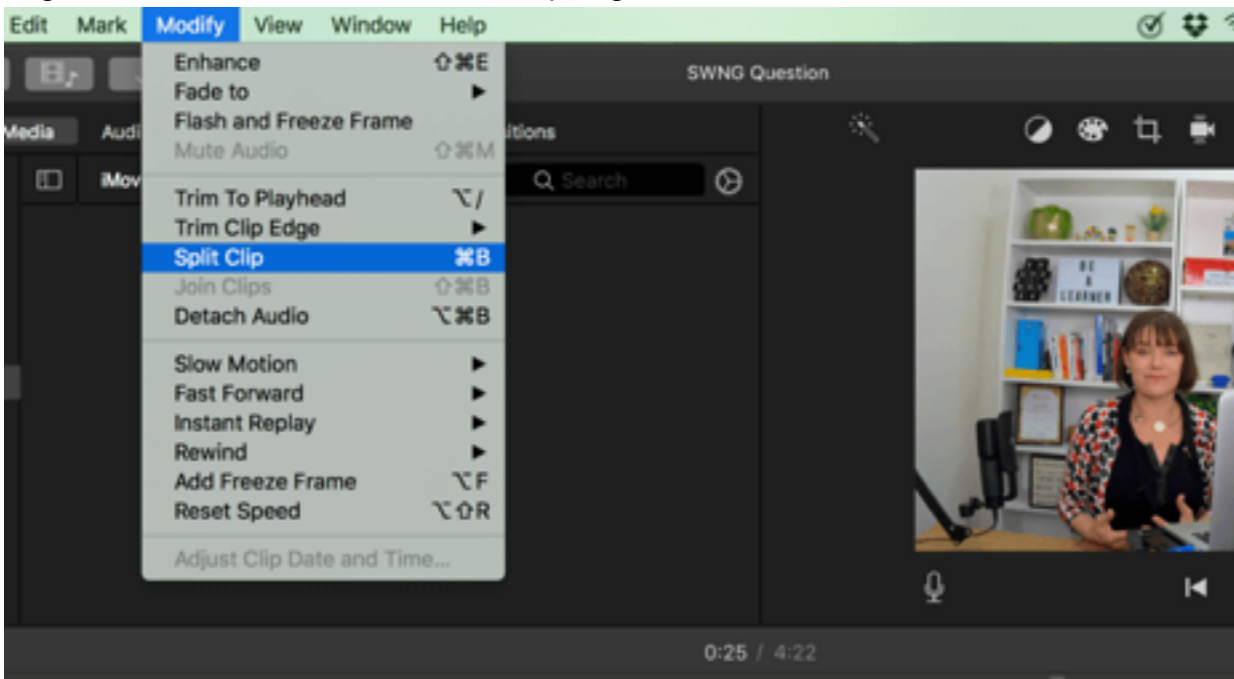 Edit Mark Modify View Window Help
SWNG Question
Media Audi itions
iMov Search
Enhance ⇧⌘E
Fade to ▶
Flash and Freeze Frame
Mute Audio ⇧⌘M
Trim To Playhead ⌥/
Trim Clip Edge ▶
Split Clip ⌘B
Join Clips ⇧⌘B
Detach Audio ⌥⌘B
Slow Motion ▶
Fast Forward ▶
Instant Replay ▶
Rewind ▶
Add Freeze Frame ⌥F
Reset Speed ⌥⇧R
Adjust Clip Date and Time...
BE
A
LEARNER
0:25 / 4:22